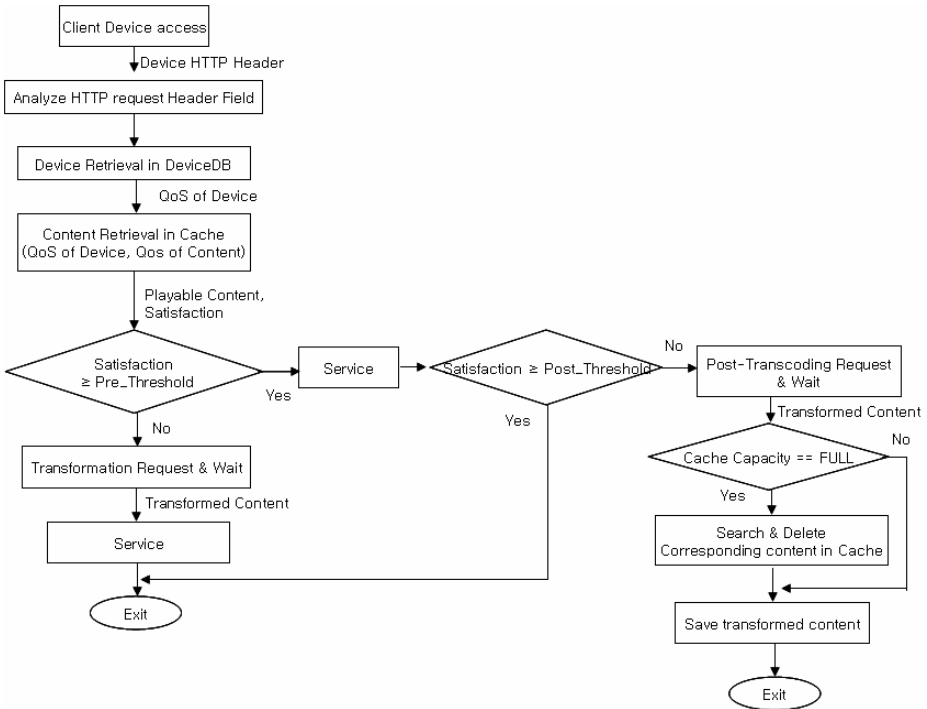 Client Device access
Device HTTP Header
Analyze HTTP request Header Field
Device Retrieval in DeviceDB
QoS of Device
Content Retrieval in Cache
(QoS of Device, Qos of Content)
Playable Content,
Satisfaction
Satisfaction
≥ Pre_Threshold
Yes
No
Transformation Request & Wait
Transformed Content
Service
Exit
Service
Satisfaction ≥ Post_Threshold
Yes
No
Post-Transcoding Request
& Wait
Transformed Content
Cache Capacity == FULL
No
Yes
Search & Delete
Corresponding content in Cache
Save transformed content
Exit